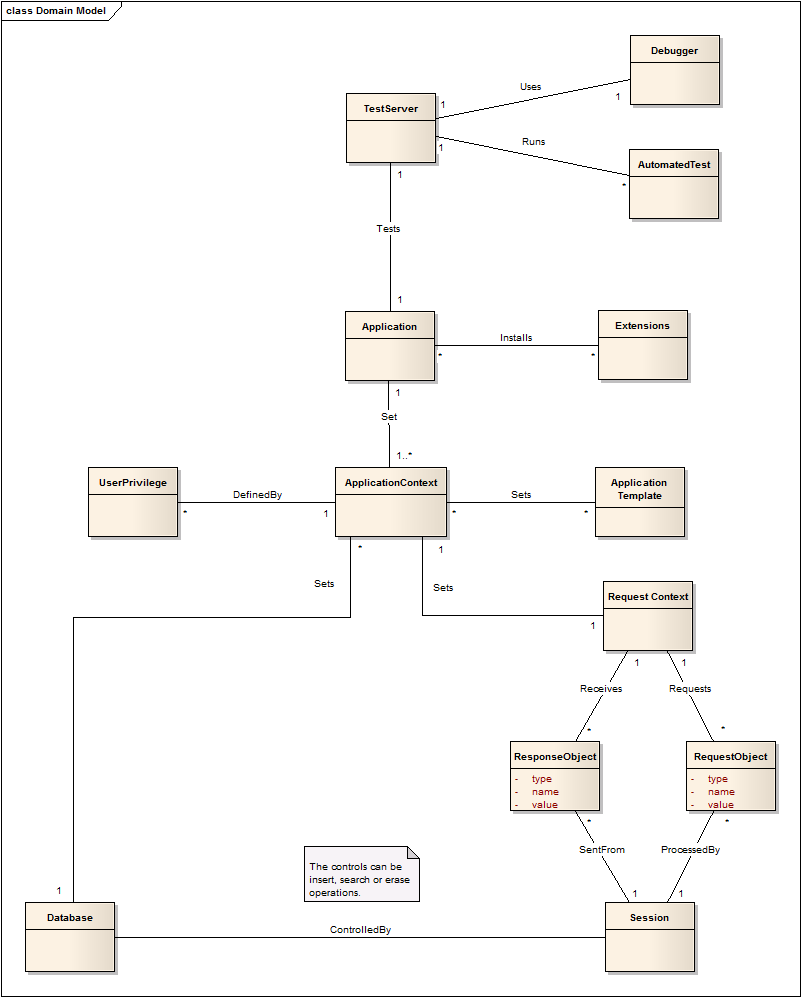 class Domain Model
Debugger
Uses
1
1
TestServer
Runs
1
*
AutomatedTest
1
Tests
1
Application
Installs
*
*
Extensions
1
Set
1..*
UserPrivilege
DefinedBy
*
1
ApplicationContext
Sets
*
*
Application
Template
*
1
Sets
Sets
1
Request Context
1
1
Receives
Requests
*
*
ResponseObject
- type
- name
- value
RequestObject
- type
- name
- value
*
*
SentFrom
ProcessedBy
The controls can be
insert, search or erase
operations.
1
1
1
Database
ControlledBy
Session